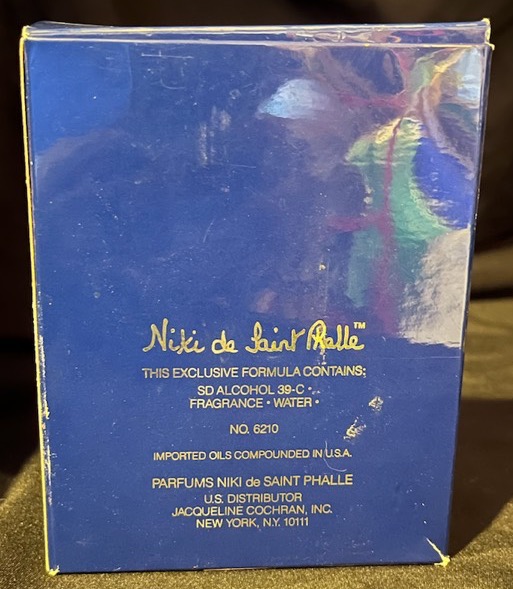 Niki de Saint Phalle™
THIS EXCLUSIVE FORMULA CONTAINS:
SD ALCOHOL 39-C •
FRAGRANCE • WATER •
NO. 6210
IMPORTED OILS COMPOUNDED IN U.S.A.
PARFUMS NIKI de SAINT PHALLE
U.S. DISTRIBUTOR
JACQUELINE COCHRAN, INC.
NEW YORK, N.Y. 10111